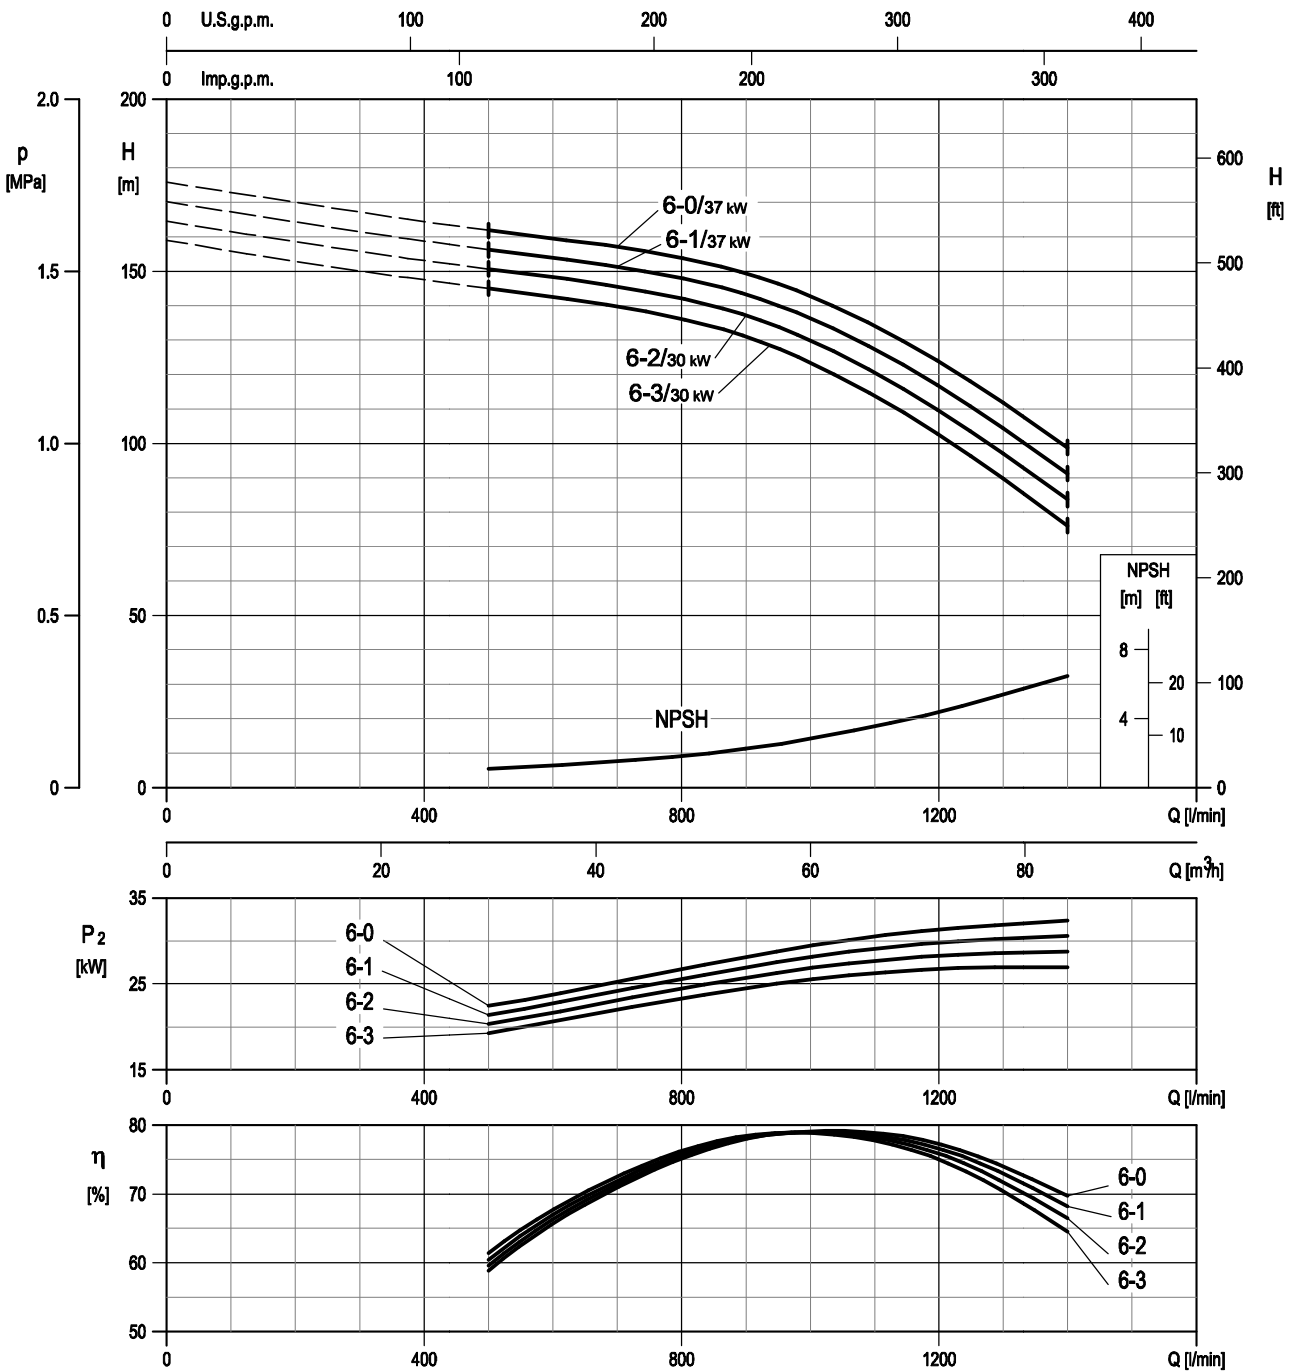 0 U.S.g.p.m. 100 200 300 400
0 Imp.g.p.m. 100 200 300
2.0 200
p H
[MPa] [m]
600
H
[ft]
6-0/37 kW
6-1/37 kW
1.5 150 500
6-2/30 kW
400
6-3/30 kW
1.0 100
300
NPSH
200
[m] [ft]
0.5 50
8
20 100
NPSH 4
10
0 0 0
0 400 800 1200 Q [l/min]
0 20 40 60 80 Q [m³/h]
35
P2
[kW]
6-0
6-1
25
6-2
6-3
15
0 400 800 1200 Q [l/min]
80
η
[%]
70
6-0
6-1
6-2
60
6-3
50
0 400 800 1200 Q [l/min]